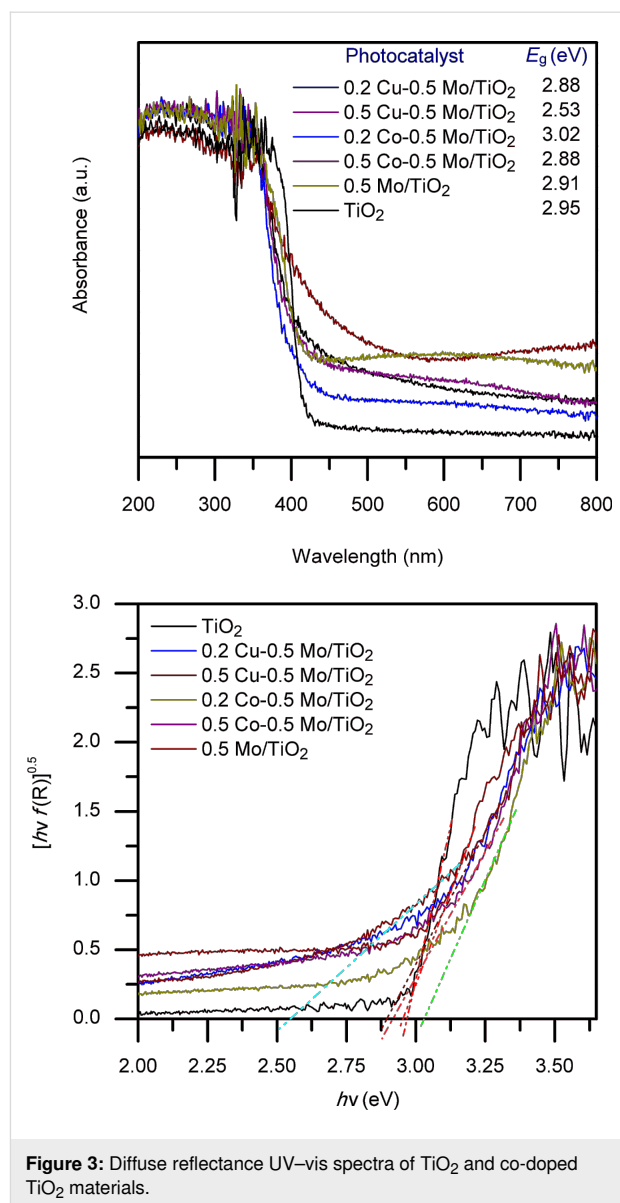 Photocatalyst E_g (eV)
0.2 Cu-0.5 Mo/TiO₂ 2.88
0.5 Cu-0.5 Mo/TiO₂ 2.53
0.2 Co-0.5 Mo/TiO₂ 3.02
0.5 Co-0.5 Mo/TiO₂ 2.88
0.5 Mo/TiO₂ 2.91
TiO₂ 2.95
Absorbance (a.u.)
200 300 400 500 600 700 800
Wavelength (nm)
3.0
2.5
2.0
1.5
1.0
0.5
0.0
TiO₂
0.2 Cu-0.5 Mo/TiO₂
0.5 Cu-0.5 Mo/TiO₂
0.2 Co-0.5 Mo/TiO₂
0.5 Co-0.5 Mo/TiO₂
0.5 Mo/TiO₂
[hν f(R)]^0.5
2.00 2.25 2.50 2.75 3.00 3.25 3.50
hν (eV)
Figure 3: Diffuse reflectance UV–vis spectra of TiO₂ and co-doped
TiO₂ materials.